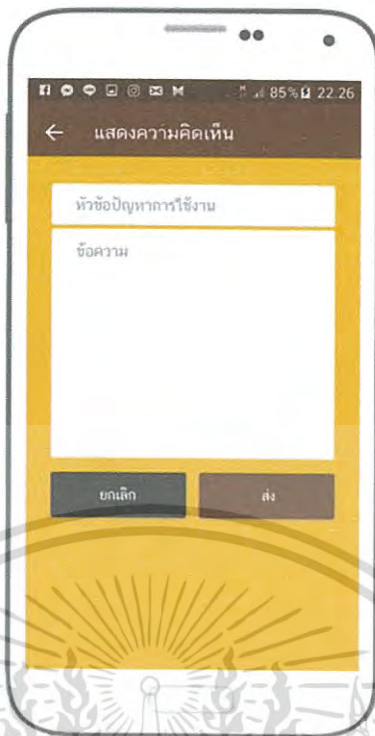 85% 22.26
แสดงความคิดเห็น
หัวข้อปัญหาการใช้งาน
ข้อความ
ยกเลิก ส่ง